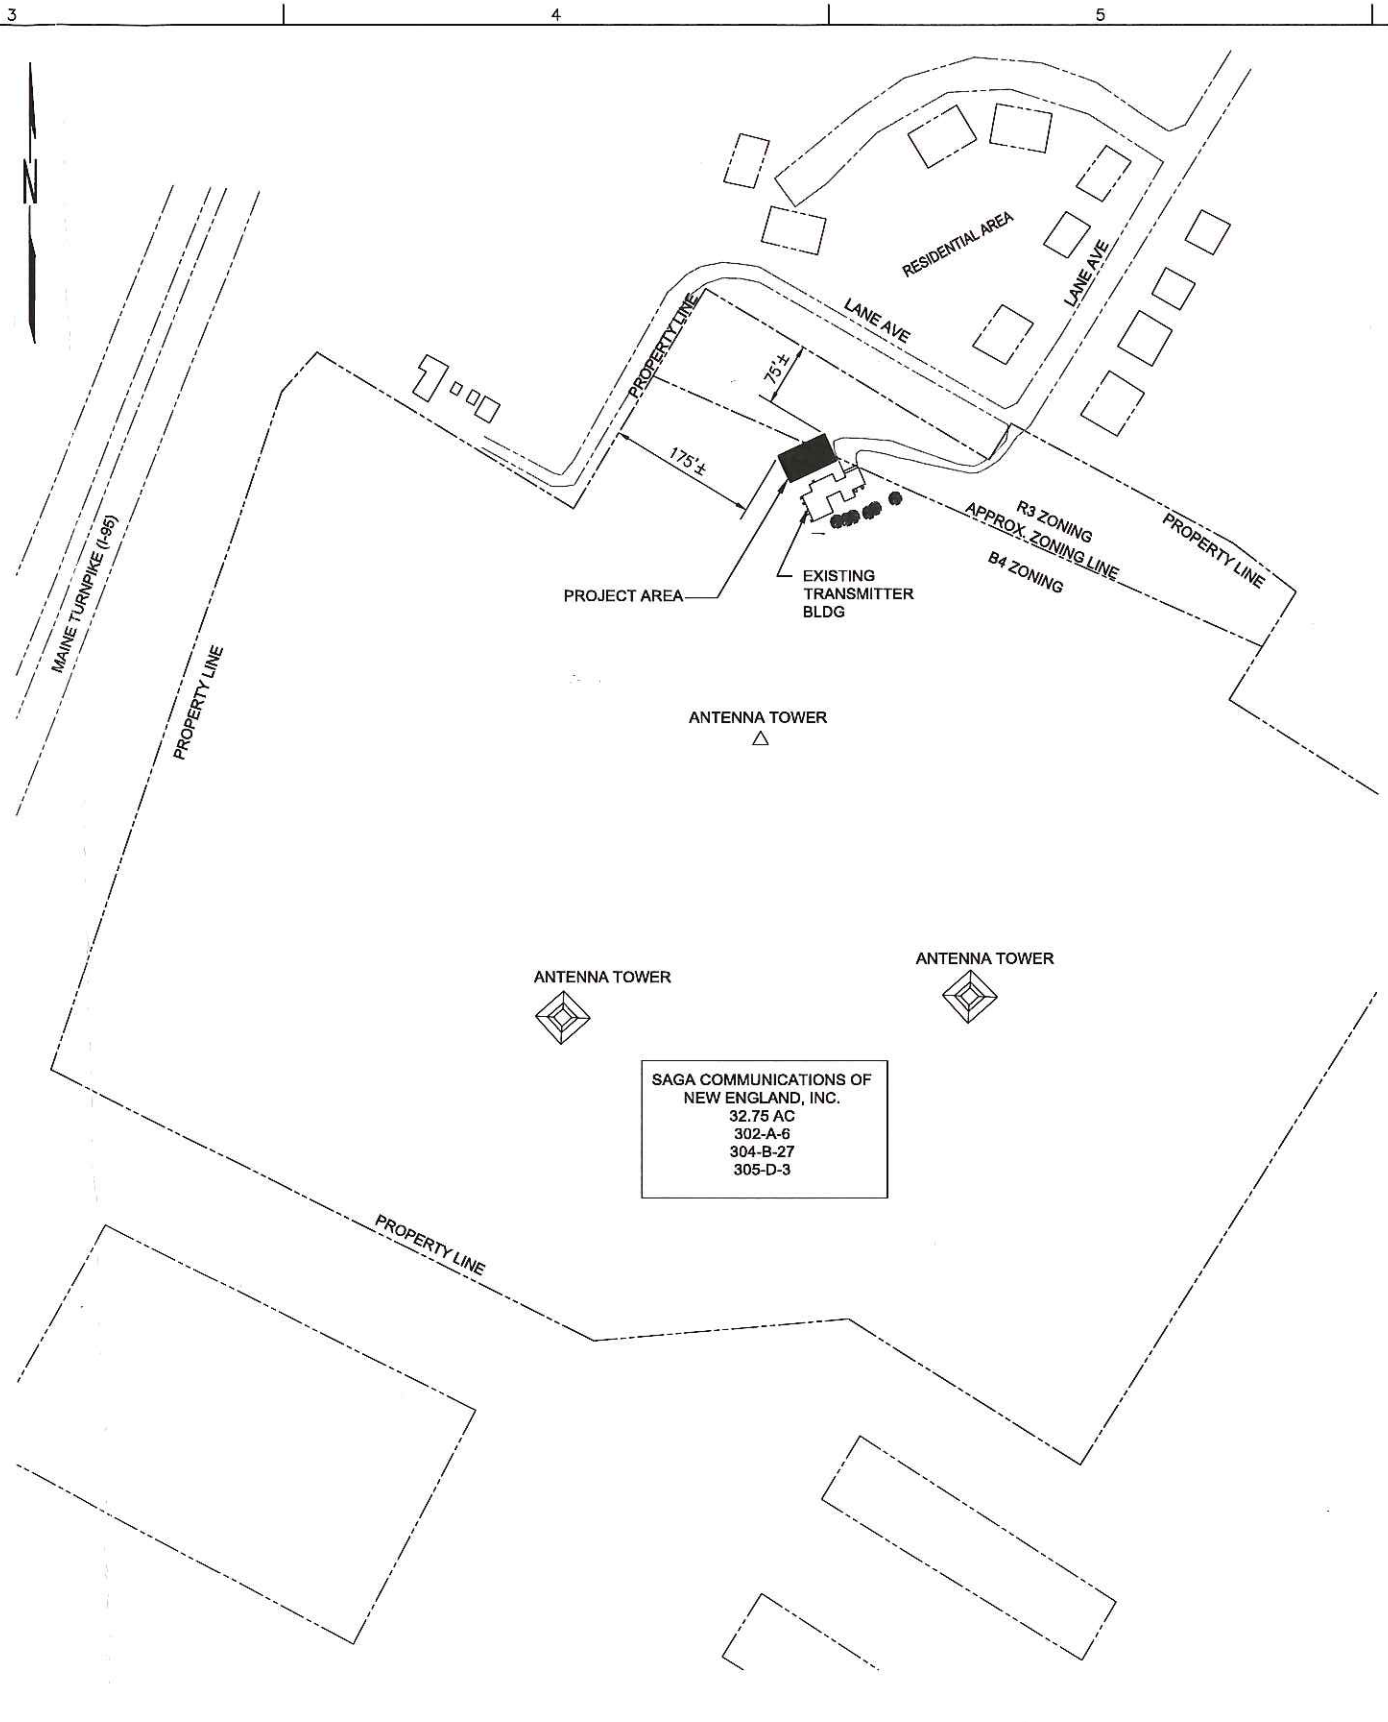 3 4 5
N
RESIDENTIAL AREA
LANE AVE
LANE AVE
PROPERTY LINE
75'±
175'±
MAINE TURNPIKE (I-95)
R3 ZONING
APPROX. ZONING LINE
B4 ZONING
PROPERTY LINE
PROJECT AREA
EXISTING
TRANSMITTER
BLDG
PROPERTY LINE
ANTENNA TOWER
ANTENNA TOWER
ANTENNA TOWER
SAGA COMMUNICATIONS OF
NEW ENGLAND, INC.
32.75 AC
302-A-6
304-B-27
305-D-3
PROPERTY LINE